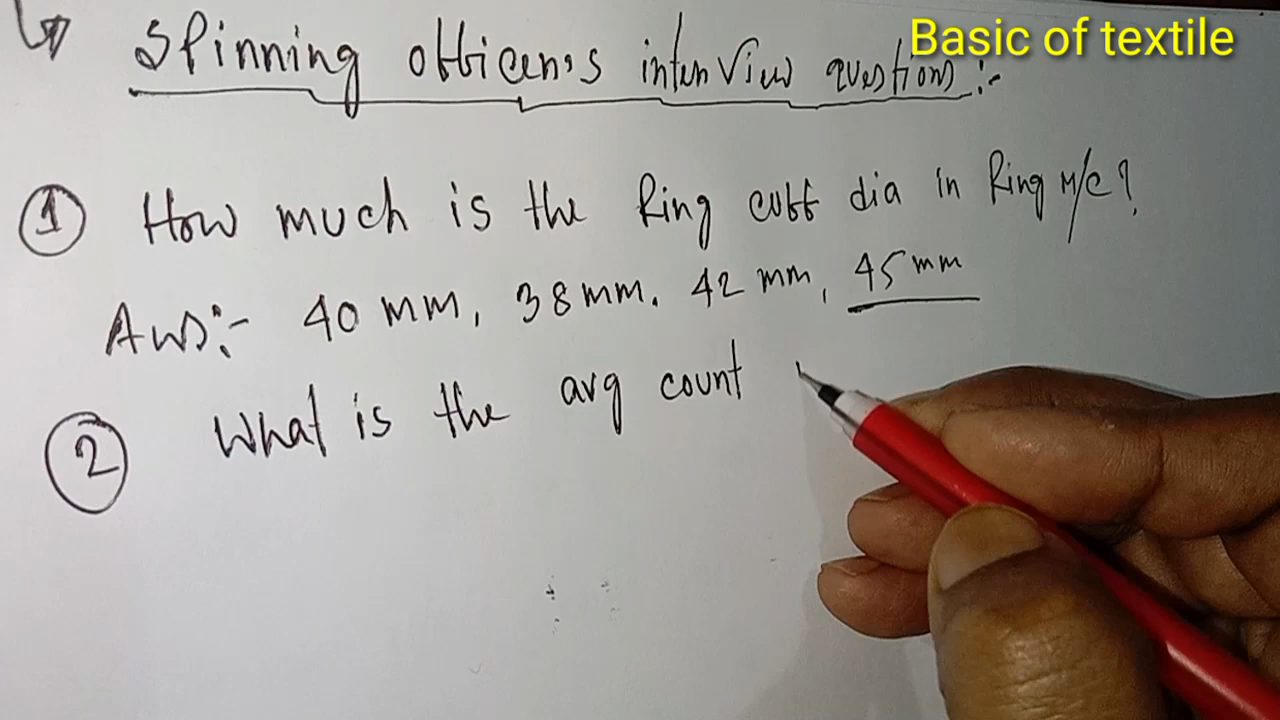 Basic of textile
Spinning officer's interview questions:-
① How much is the Ring cuff dia in Ring M/C?
Ans:- 40 mm, 38 mm. 42 mm, 45 mm
② What is the avg count